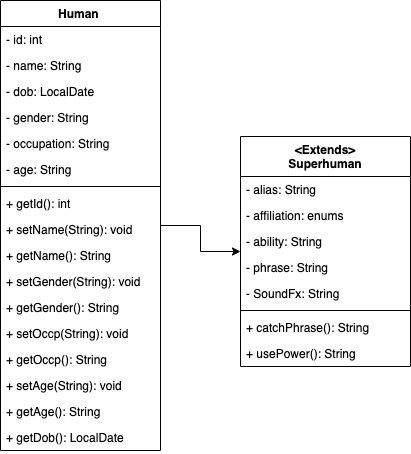 Human
- id: int
- name: String
- dob: LocalDate
- gender: String
- occupation: String
- age: String
+ getId(): int
+ setName(String): void
+ getName(): String
+ setGender(String): void
+ getGender(): String
+ setOccp(String): void
+ getOccp(): String
+ setAge(String): void
+ getAge(): String
+ getDob(): LocalDate
<Extends>
Superhuman
- alias: String
- affiliation: enums
- ability: String
- phrase: String
- SoundFx: String
+ catchPhrase(): String
+ usePower(): String